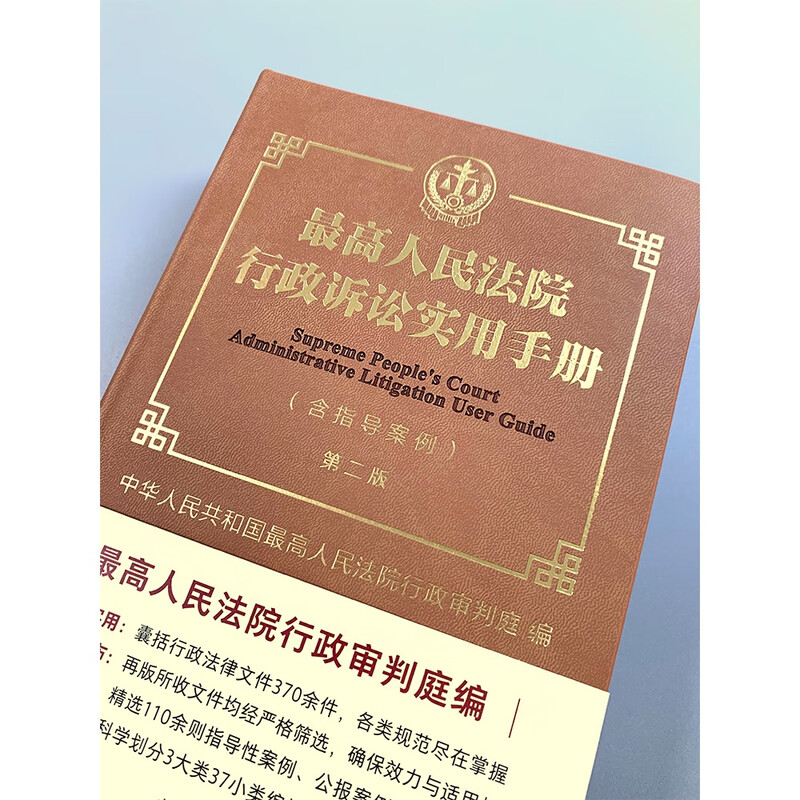 最高人民法院
行政诉讼实用手册
Supreme People's Court
Administrative Litigation User Guide
（含指导案例）
第二版
中华人民共和国最高人民法院行政审判庭 编
最高人民法院行政审判庭编
用：囊括行政法律文件370余件，各类规范尽在掌握
：再版所收文件均经严格筛选，确保效力与适用
精选110余则指导性案例、公报案例
科学划分3大类37小类